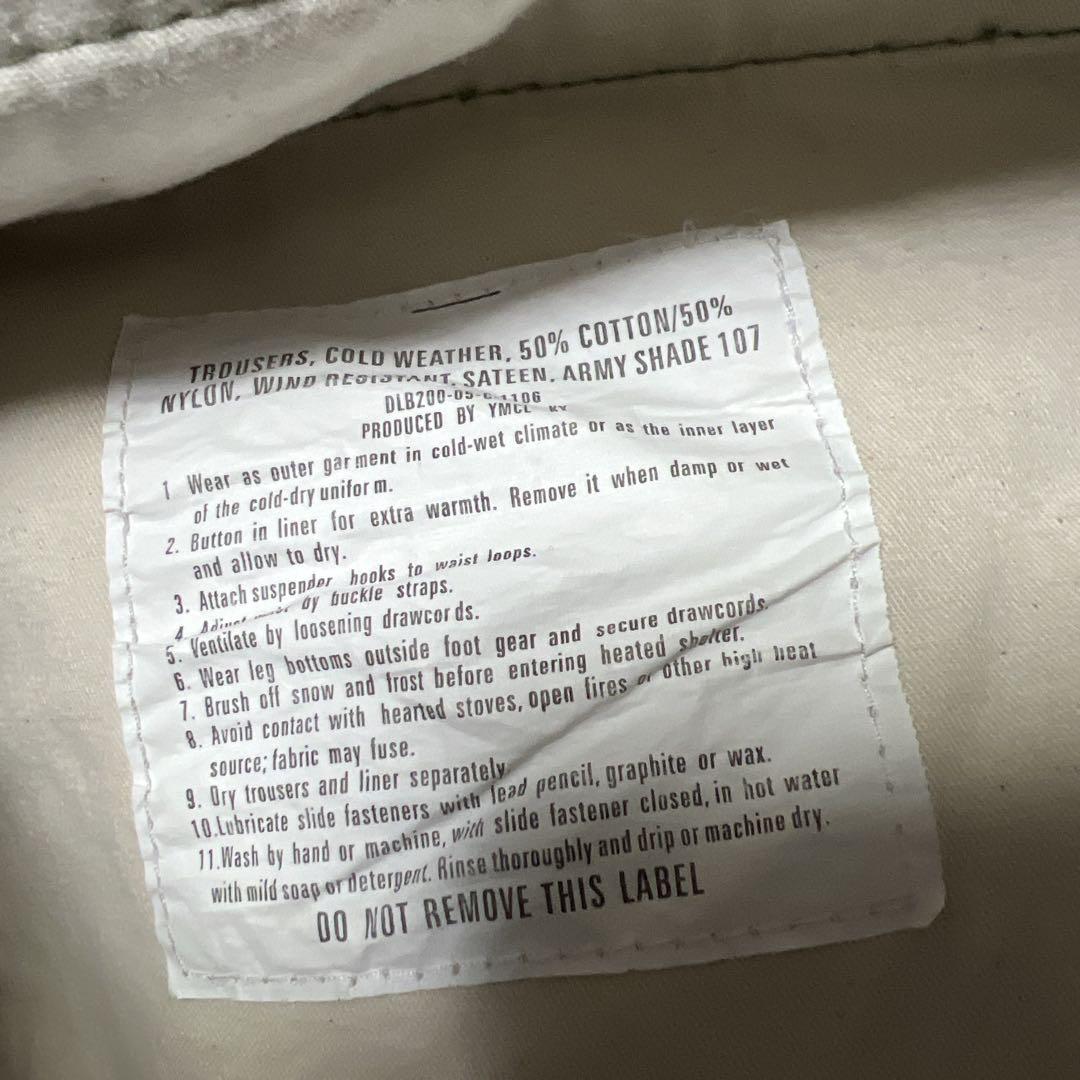 TROUSERS, COLD WEATHER, 50% COTTON/50%
NYLON, WIND RESISTANT, SATEEN, ARMY SHADE 107
PRODUCED BY YMCL KY
1 Wear as outer garment in cold-wet climate or as the inner layer
of the cold-dry uniform.
2. Button in liner for extra warmth. Remove it when damp or wet
and allow to dry.
3. Attach suspender hooks to waist loops.
4. by buckle straps.
5. Ventilate by loosening drawcords.
6. Wear leg bottoms outside foot gear and secure drawcords.
7. Brush off snow and frost before entering heated shelter.
8. Avoid contact with hearted stoves, open fires or other high heat
source; fabric may fuse.
9. Dry trousers and liner separately
10.Lubricate slide fasteners with lead pencil, graphite or wax.
11.Wash by hand or machine, with slide fastener closed, in hot water
with mild soap or detergent. Rinse thoroughly and drip or machine dry.
DO NOT REMOVE THIS LABEL